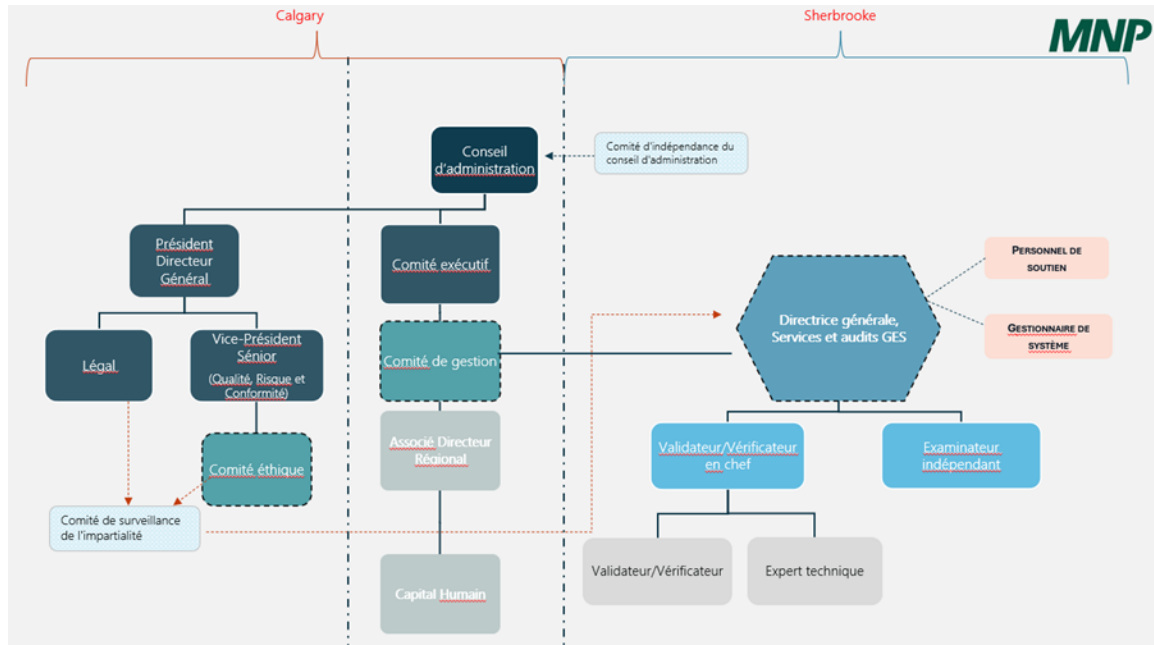 Calgary
Sherbrooke
MNP
Conseil
d'administration
Comité d'indépendance du
conseil d'administration
Président
Directeur
Général
Comité exécutif
PERSONNEL DE
SOUTIEN
Directrice générale,
Services et audits GES
GESTIONNAIRE DE
SYSTÈME
Légal
Vice-Président
Sénior
(Qualité, Risque et
Conformité)
Comité de gestion
Associé Directeur
Régional
Validateur/Vérificateur
en chef
Examinateur
indépendant
Comité éthique
Comité de surveillance
de l'impartialité
Validateur/Vérificateur
Expert technique
Capital Humain